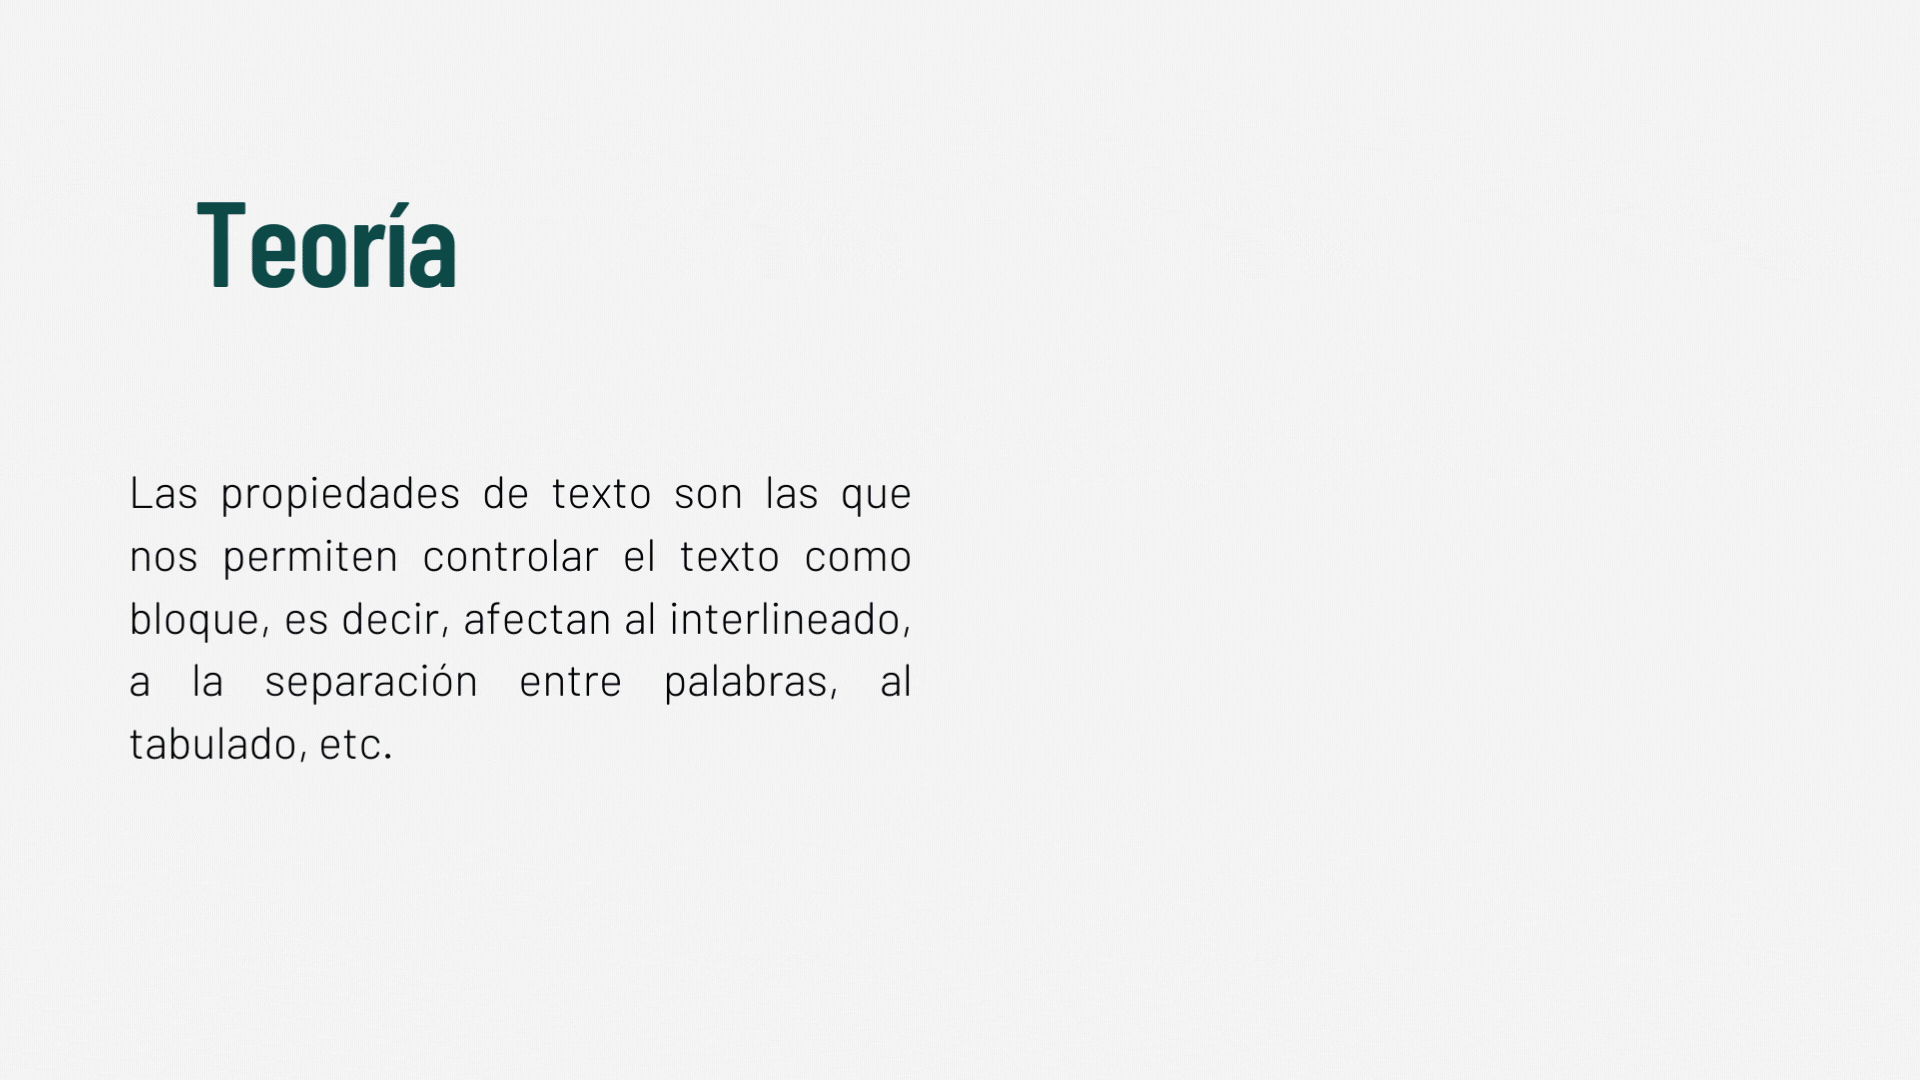 Teoría
Las propiedades de texto son las que
nos permiten controlar el texto como
bloque, es decir, afectan al interlineado,
a la separación entre palabras, al
tabulado, etc.